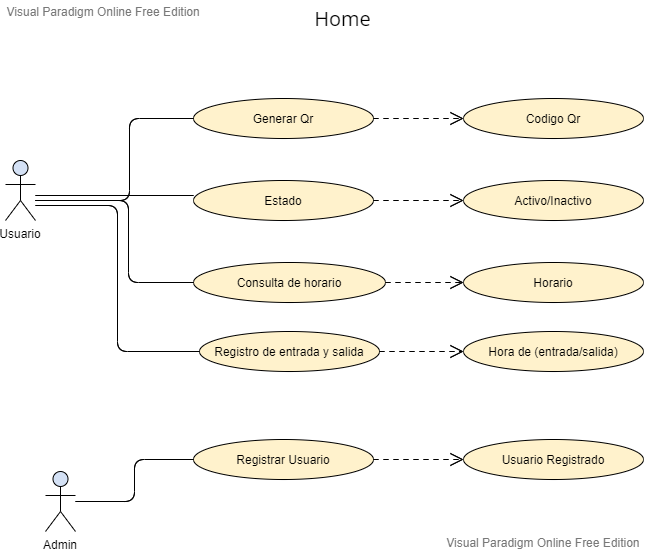 Visual Paradigm Online Free Edition
Home
Generar Qr
Codigo Qr
Usuario
Estado
Activo/Inactivo
Consulta de horario
Horario
Registro de entrada y salida
Hora de (entrada/salida)
Registrar Usuario
Usuario Registrado
Admin
Visual Paradigm Online Free Edition